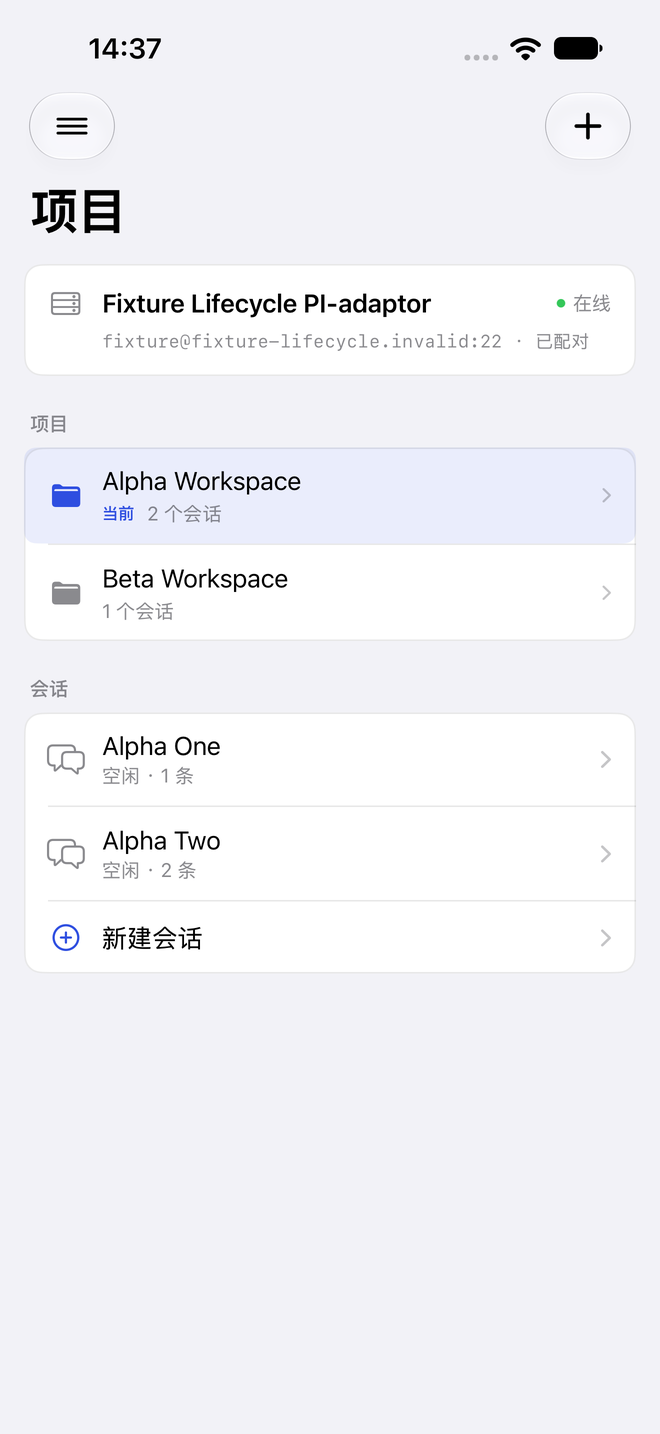 14:37
项目
Fixture Lifecycle PI-adaptor
在线
fixture@fixture-lifecycle.invalid:22 · 已配对
项目
Alpha Workspace
当前 2 个会话
Beta Workspace
1 个会话
会话
Alpha One
空闲 · 1 条
Alpha Two
空闲 · 2 条
新建会话